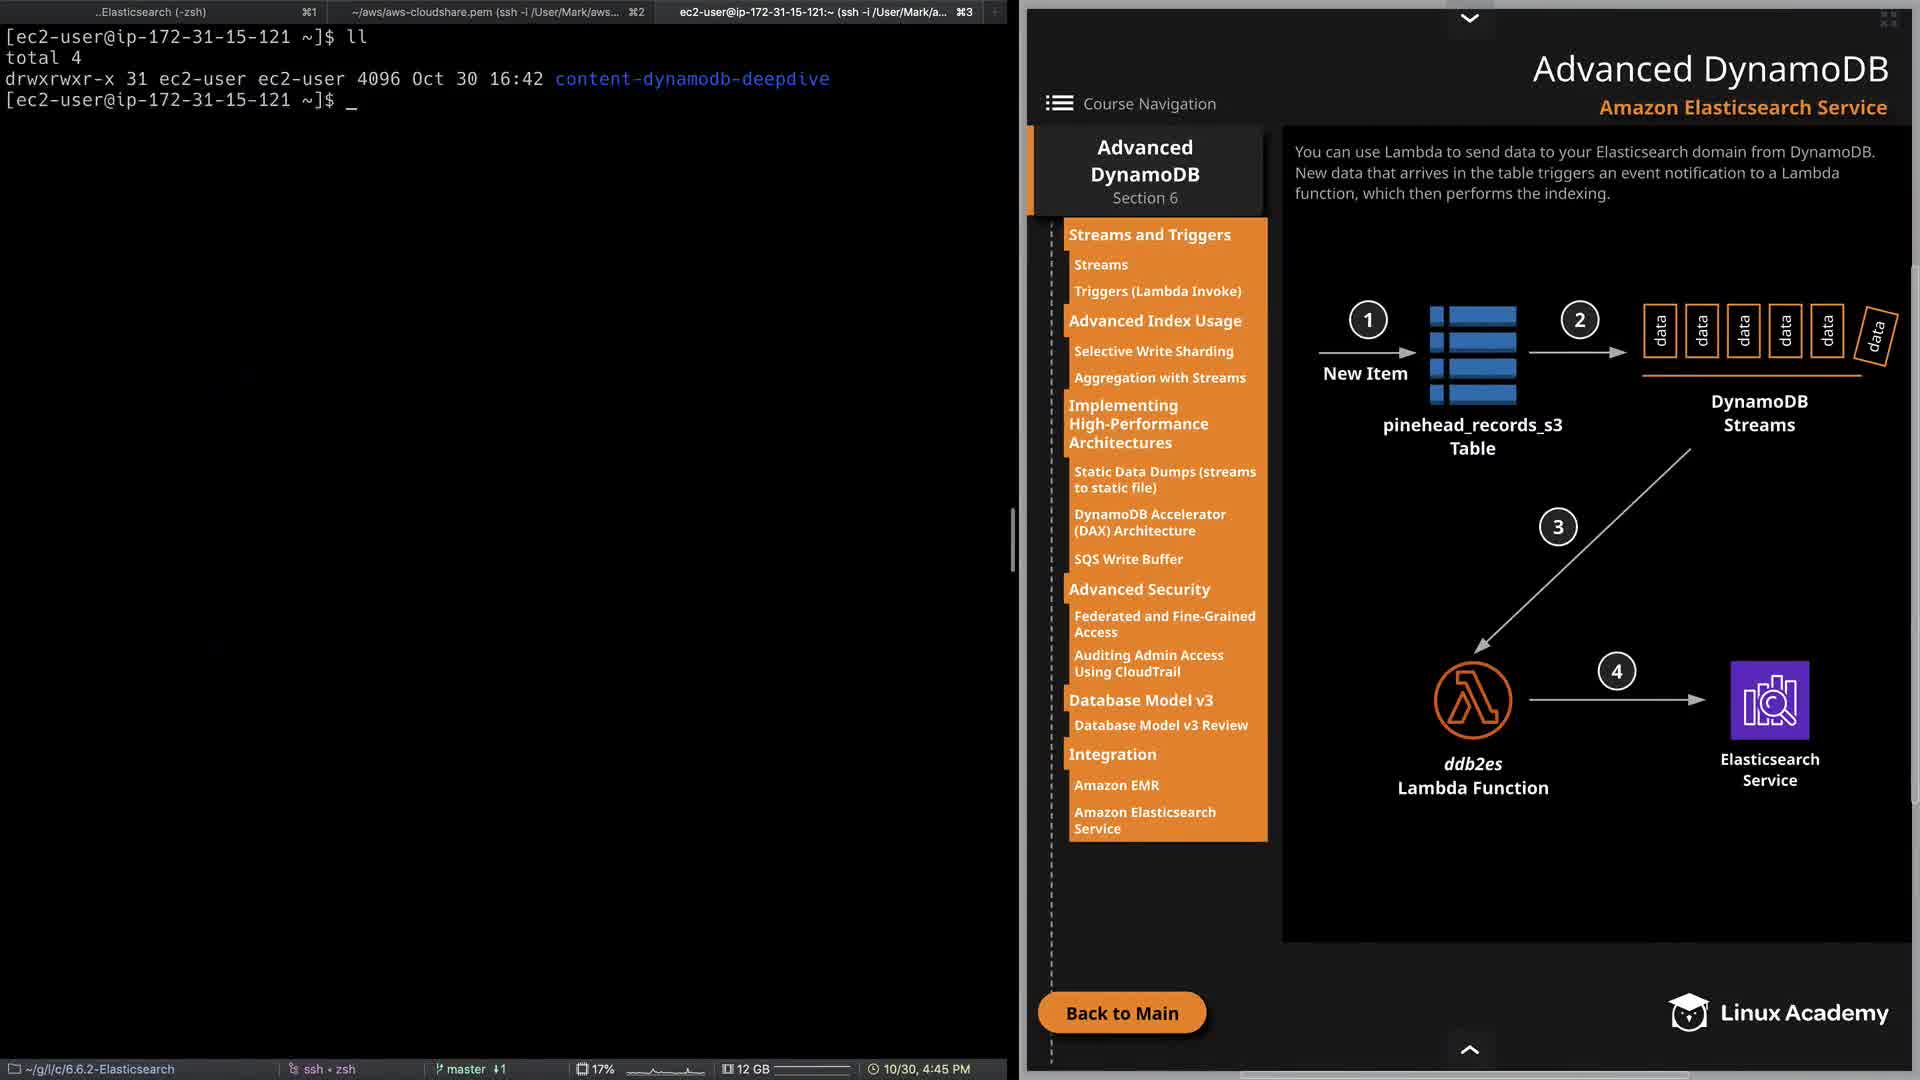 ..Elasticsearch (-zsh) ⌘1 ~/aws/aws-cloudshare.pem (ssh -i /User/Mark/aws... ⌘2 ec2-user@ip-172-31-15-121:~ (ssh -i /User/Mark/a... ⌘3
[ec2-user@ip-172-31-15-121 ~]$ ll
total 4
drwxrwxr-x 31 ec2-user ec2-user 4096 Oct 30 16:42 content-dynamodb-deepdive
[ec2-user@ip-172-31-15-121 ~]$ _
~/g/l/c/6.6.2-Elasticsearch ssh • zsh master ⬇1 17% 12 GB 10/30, 4:45 PM
Advanced DynamoDB
Amazon Elasticsearch Service
Course Navigation
Advanced
DynamoDB
Section 6
Streams and Triggers
Streams
Triggers (Lambda Invoke)
Advanced Index Usage
Selective Write Sharding
Aggregation with Streams
Implementing
High-Performance
Architectures
Static Data Dumps (streams
to static file)
DynamoDB Accelerator
(DAX) Architecture
SQS Write Buffer
Advanced Security
Federated and Fine-Grained
Access
Auditing Admin Access
Using CloudTrail
Database Model v3
Database Model v3 Review
Integration
Amazon EMR
Amazon Elasticsearch
Service
Back to Main
You can use Lambda to send data to your Elasticsearch domain from DynamoDB.
New data that arrives in the table triggers an event notification to a Lambda
function, which then performs the indexing.
1
New Item
pinehead_records_s3
Table
2
data data data data data data
DynamoDB
Streams
3
ddb2es
Lambda Function
4
Elasticsearch
Service
Linux Academy